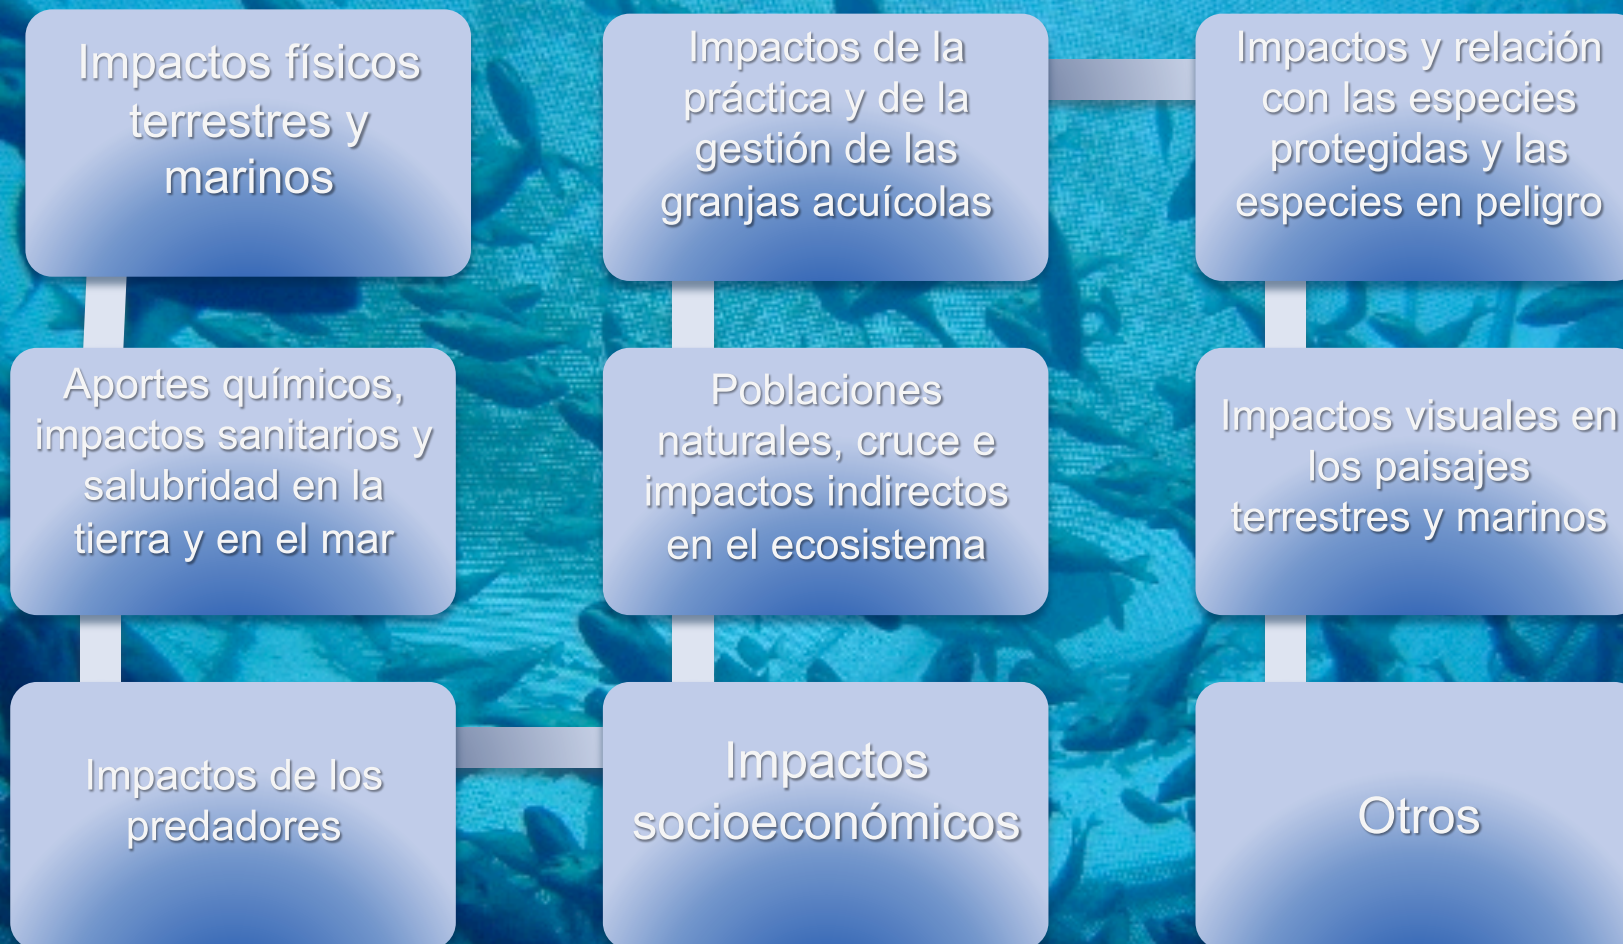 Impactos físicos
terrestres y
marinos
Impactos de la
práctica y de la
gestión de las
granjas acuícolas
Impactos y relación
con las especies
protegidas y las
especies en peligro
Aportes químicos,
impactos sanitarios y
salubridad en la
tierra y en el mar
Poblaciones
naturales, cruce e
impactos indirectos
en el ecosistema
Impactos visuales en
los paisajes
terrestres y marinos
Impactos de los
predadores
Impactos
socioeconómicos
Otros